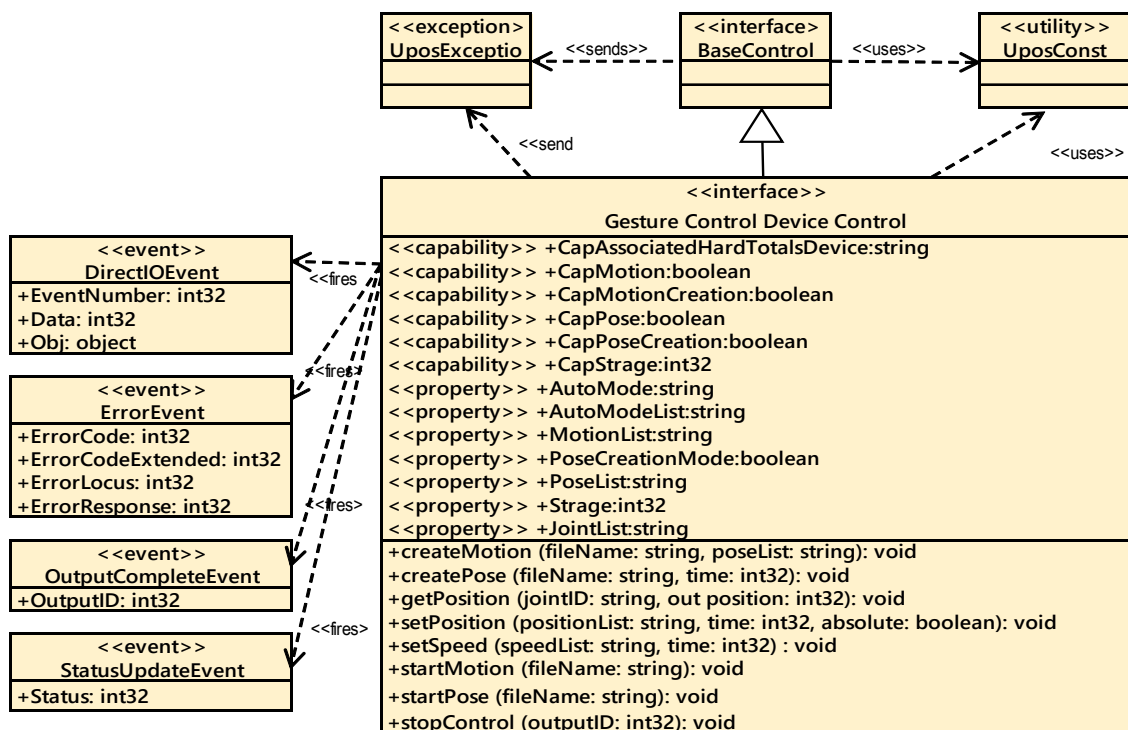 <<exception>
UposExceptio
<<sends>>
<<interface>
BaseControl
<<uses>>
<<utility>>
UposConst
<<send
<<uses>>
<<interface>>
Gesture Control Device Control
<<capability>> +CapAssociatedHardTotalsDevice:string
<<capability>> +CapMotion:boolean
<<capability>> +CapMotionCreation:boolean
<<capability>> +CapPose:boolean
<<capability>> +CapPoseCreation:boolean
<<capability>> +CapStrage:int32
<<property>> +AutoMode:string
<<property>> +AutoModeList:string
<<property>> +MotionList:string
<<property>> +PoseCreationMode:boolean
<<property>> +PoseList:string
<<property>> +Strage:int32
<<property>> +JointList:string
+createMotion (fileName: string, poseList: string): void
+createPose (fileName: string, time: int32): void
+getPosition (jointID: string, out position: int32): void
+setPosition (positionList: string, time: int32, absolute: boolean): void
+setSpeed (speedList: string, time: int32) : void
+startMotion (fileName: string): void
+startPose (fileName: string): void
+stopControl (outputID: int32): void
<<event>>
DirectIOEvent
+EventNumber: int32
+Data: int32
+Obj: object
<<fires
<<event>>
ErrorEvent
+ErrorCode: int32
+ErrorCodeExtended: int32
+ErrorLocus: int32
+ErrorResponse: int32
<<fires>
<<event>>
OutputCompleteEvent
+OutputID: int32
<<fires>
<<event>>
StatusUpdateEvent
+Status: int32
<<fires>